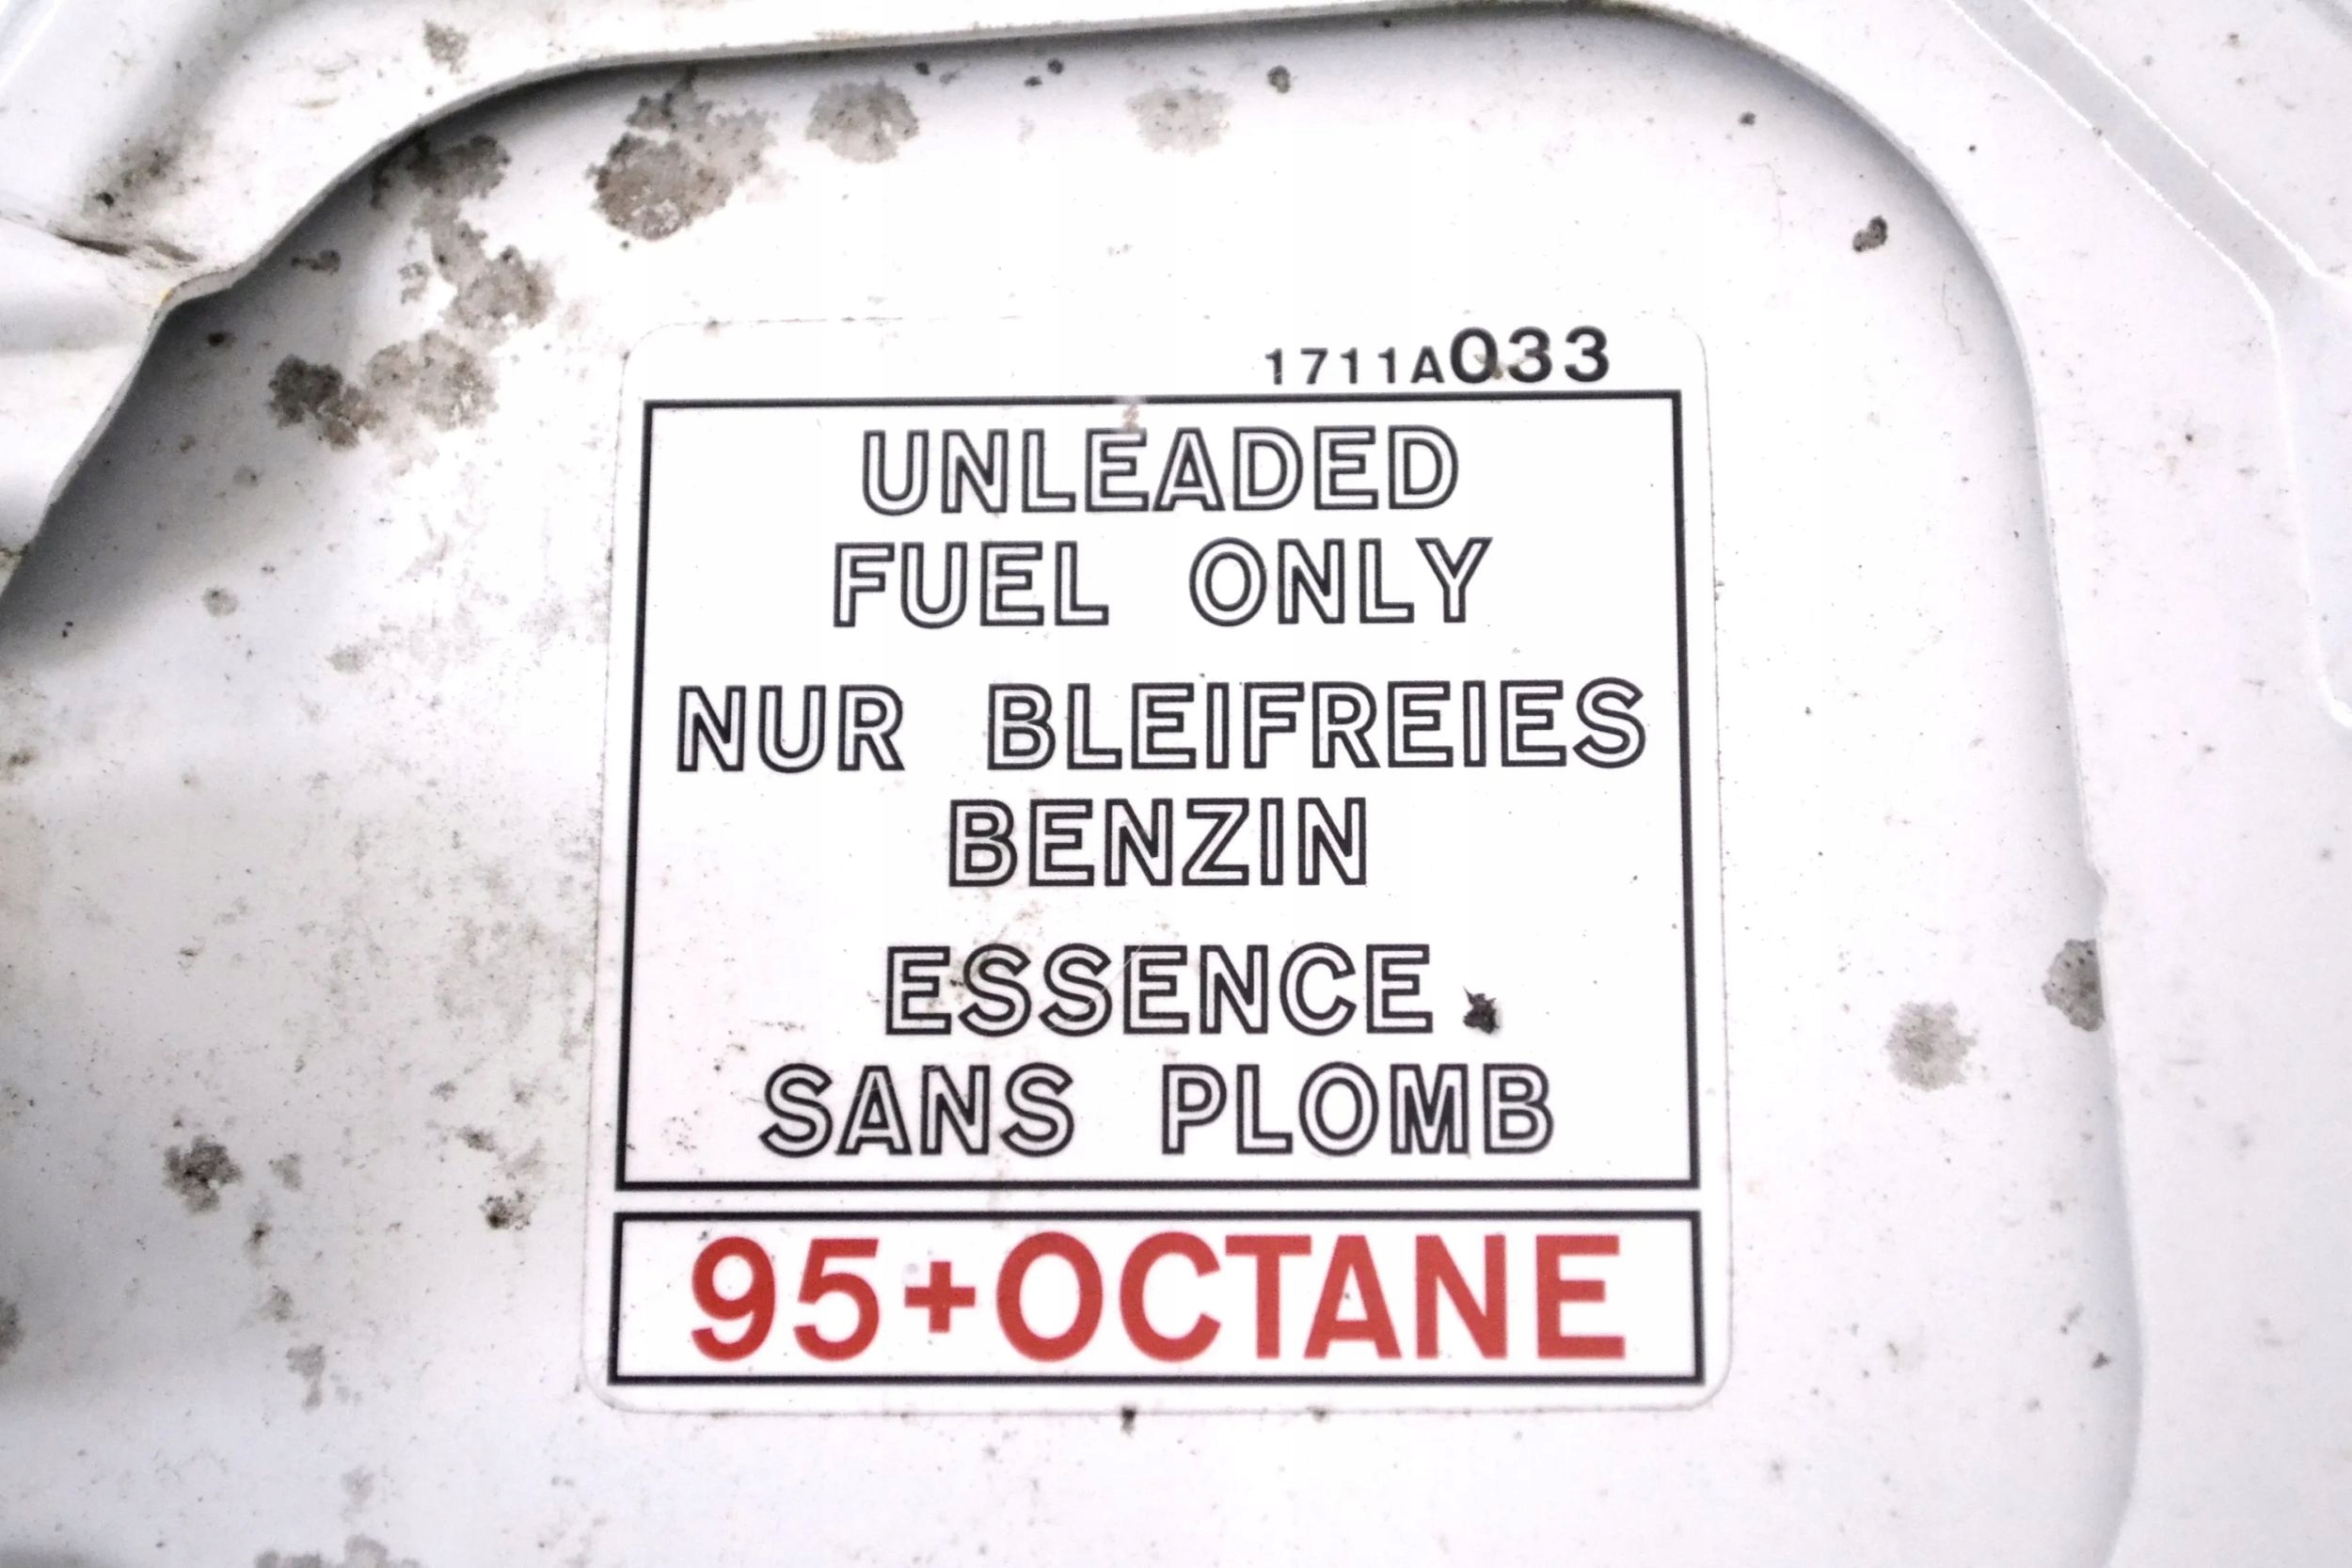 1711A033
UNLEADED
FUEL ONLY
NUR BLEIFREIES
BENZIN
ESSENCE
SANS PLOMB
95+OCTANE